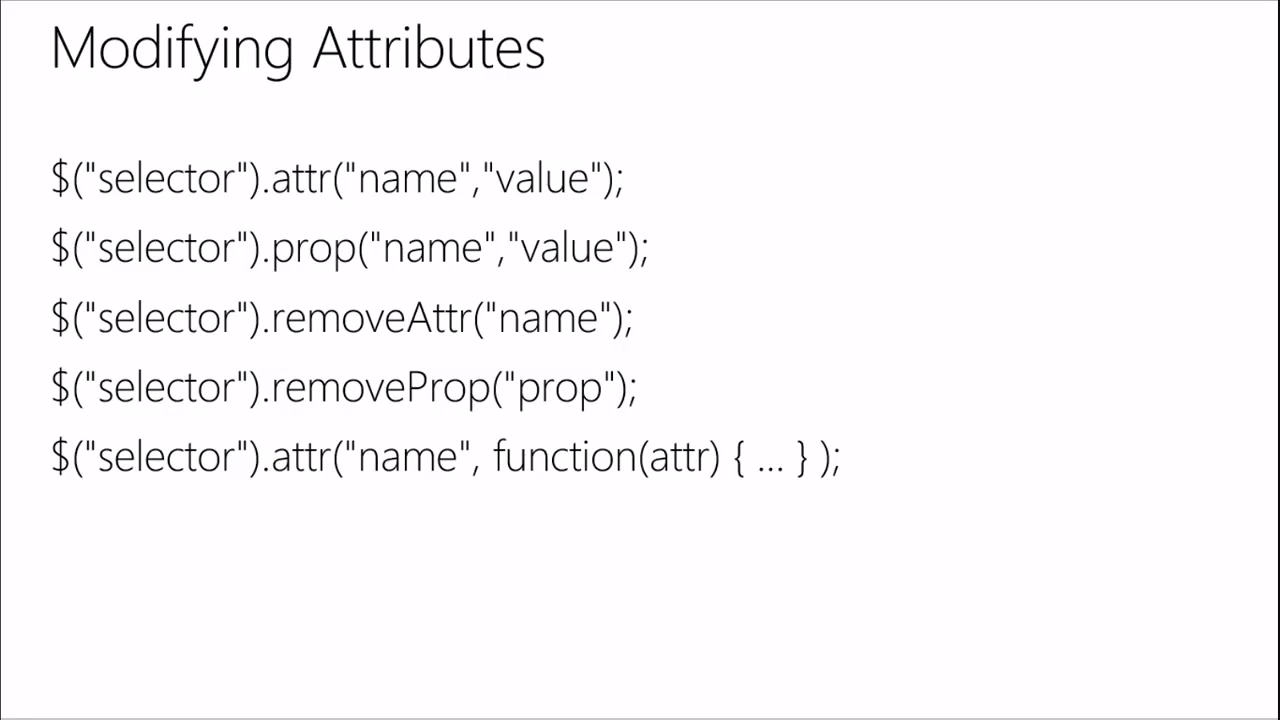 Modifying Attributes
$("selector").attr("name","value");
$("selector").prop("name","value");
$("selector").removeAttr("name");
$("selector").removeProp("prop");
$("selector").attr("name", function(attr) { ... } );